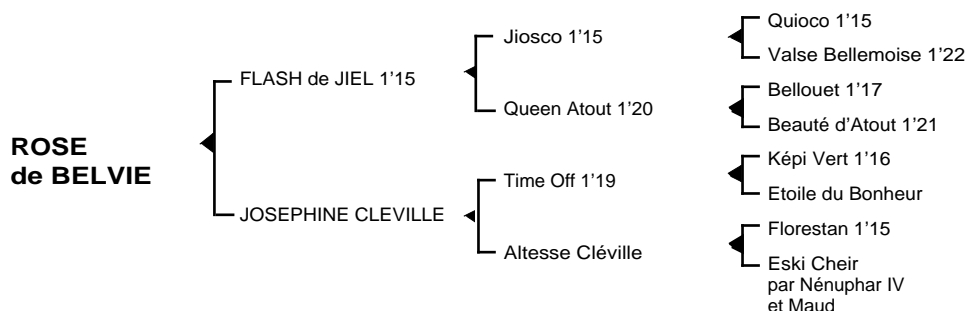 ROSE
de BELVIE
FLASH de JIEL 1’15
JOSEPHINE CLEVILLE
Jiosco 1’15
Queen Atout 1’20
Time Off 1’19
Altesse Cléville
Quioco 1’15
Valse Bellemoise 1’22
Bellouet 1’17
Beauté d'Atout 1’21
Képi Vert 1’16
Etoile du Bonheur
Florestan 1’15
Eski Cheir
par Nénuphar IV
et Maud